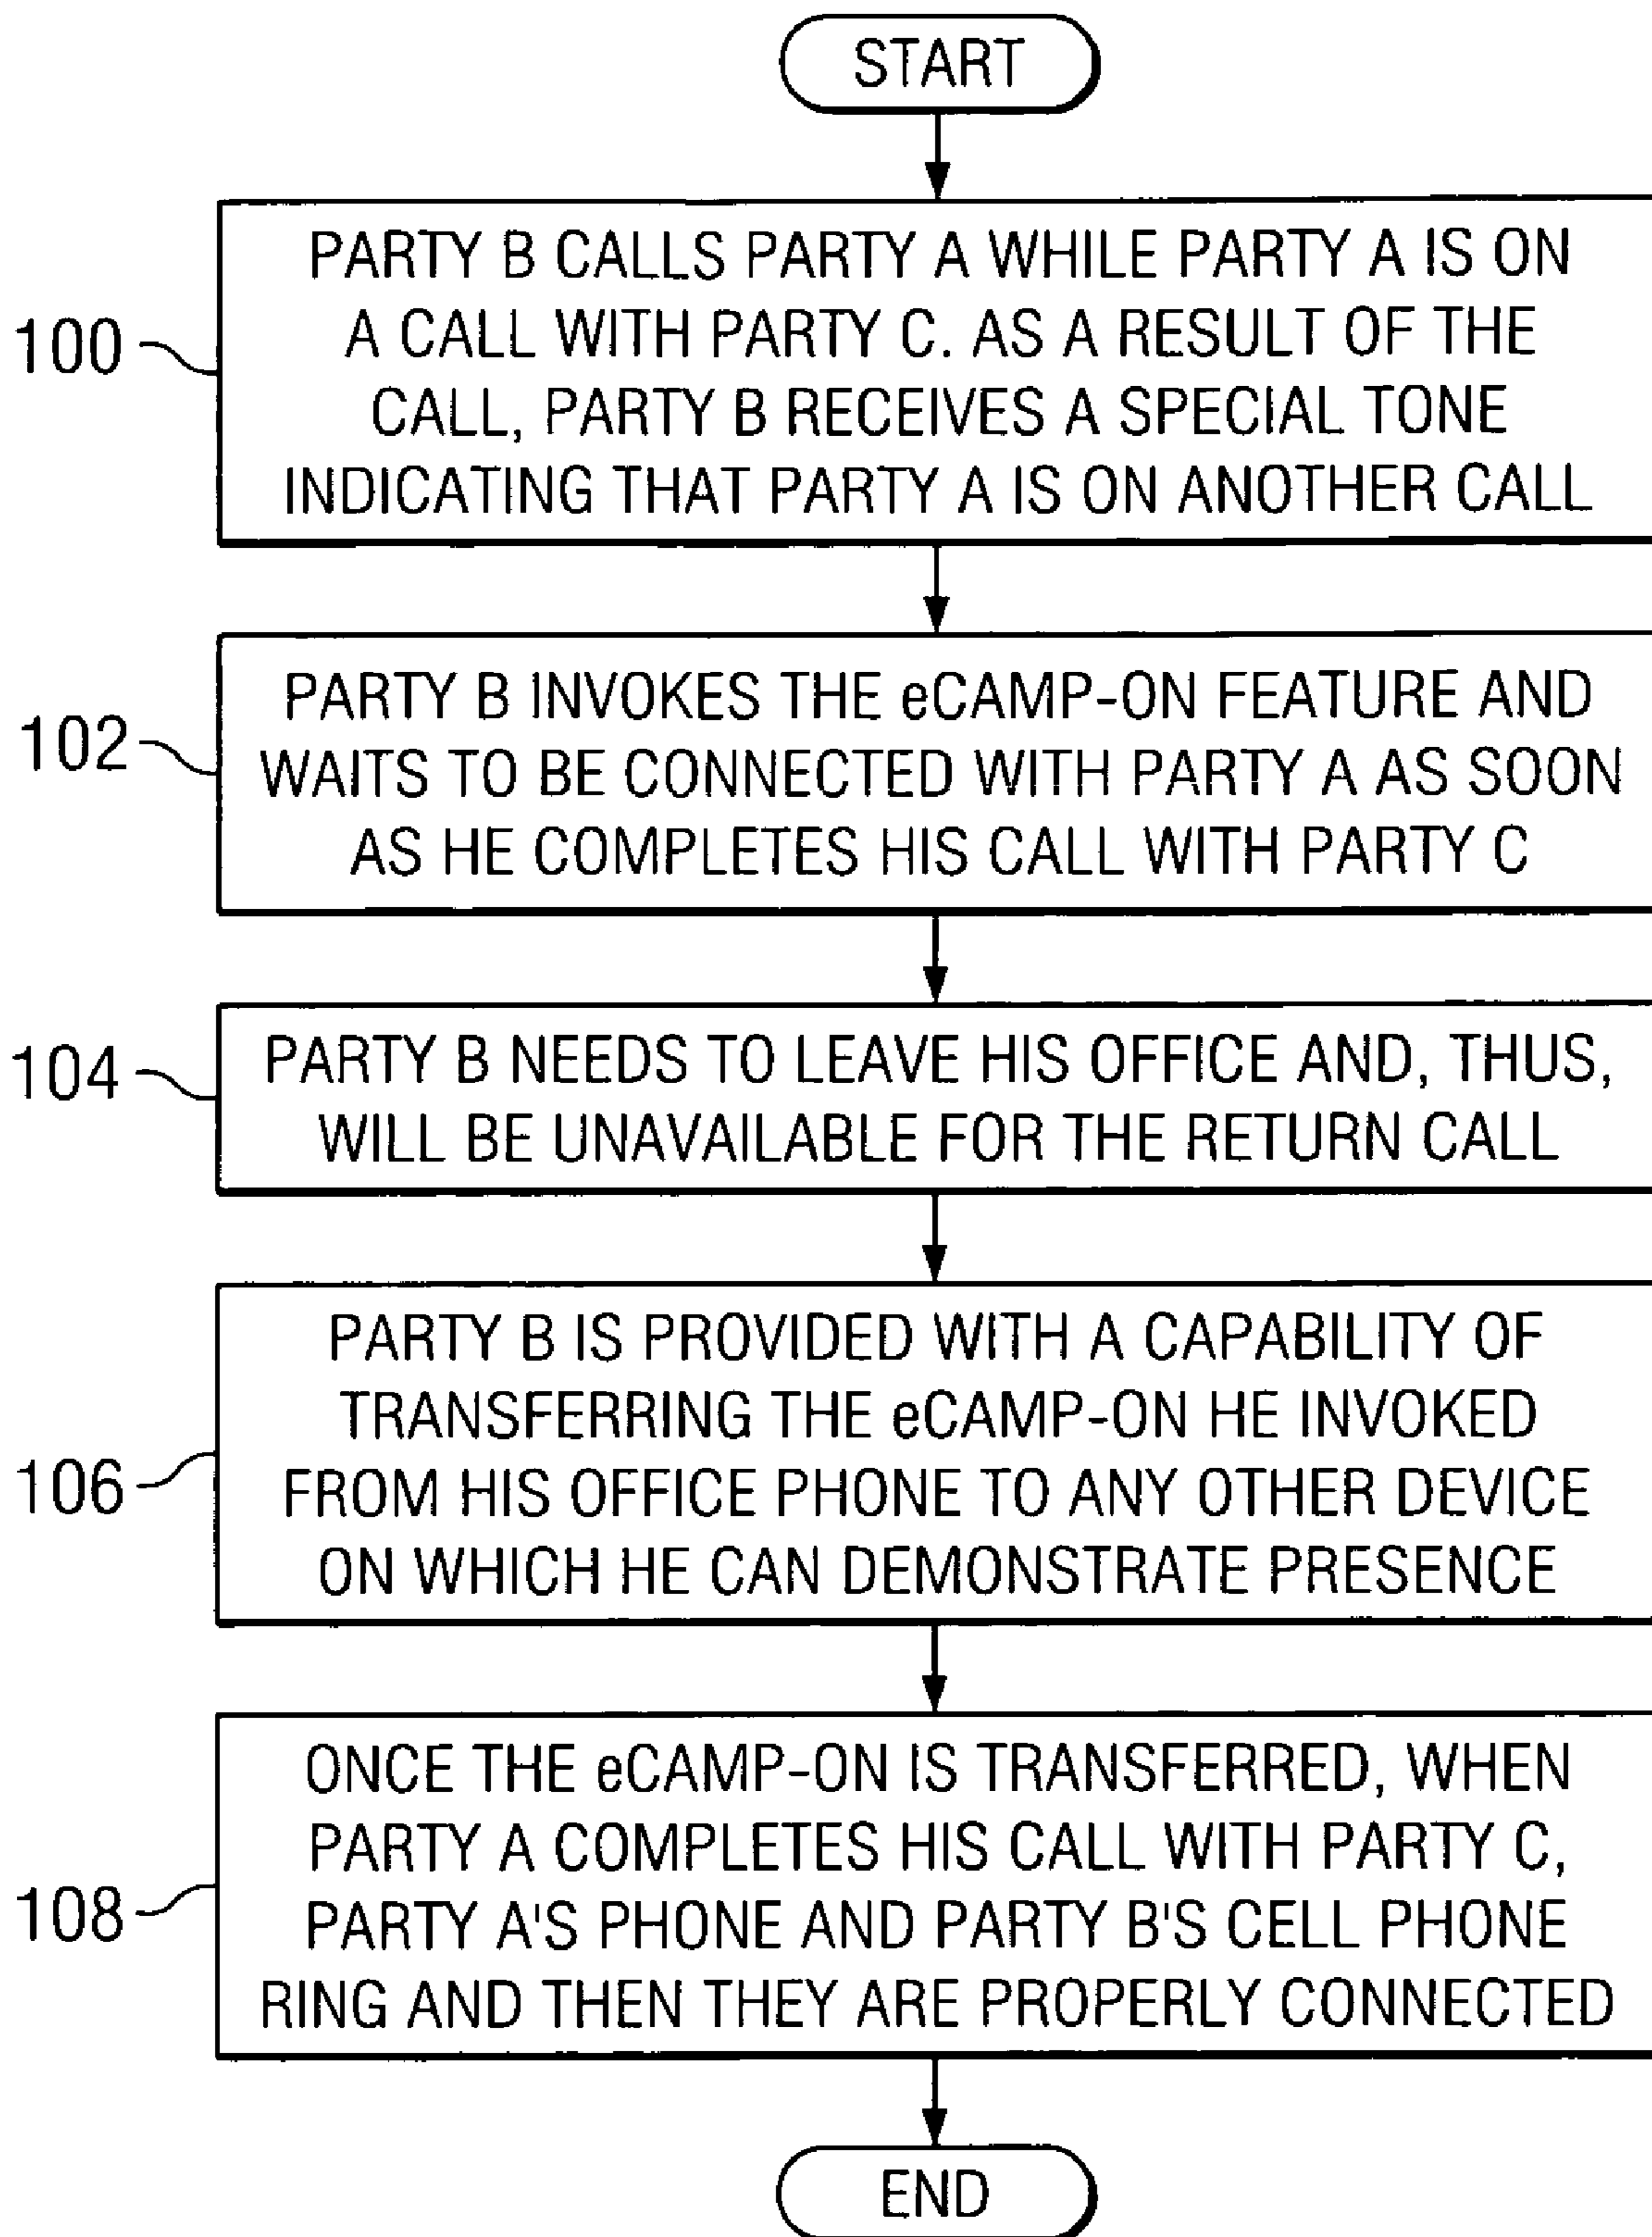 START
PARTY B CALLS PARTY A WHILE PARTY A IS ON
A CALL WITH PARTY C. AS A RESULT OF THE
CALL, PARTY B RECEIVES A SPECIAL TONE
INDICATING THAT PARTY A IS ON ANOTHER CALL
100
PARTY B INVOKES THE eCAMP-ON FEATURE AND
WAITS TO BE CONNECTED WITH PARTY A AS SOON
AS HE COMPLETES HIS CALL WITH PARTY C
102
PARTY B NEEDS TO LEAVE HIS OFFICE AND, THUS,
WILL BE UNAVAILABLE FOR THE RETURN CALL
104
PARTY B IS PROVIDED WITH A CAPABILITY OF
TRANSFERRING THE eCAMP-ON HE INVOKED
FROM HIS OFFICE PHONE TO ANY OTHER DEVICE
ON WHICH HE CAN DEMONSTRATE PRESENCE
106
ONCE THE eCAMP-ON IS TRANSFERRED, WHEN
PARTY A COMPLETES HIS CALL WITH PARTY C,
PARTY A'S PHONE AND PARTY B'S CELL PHONE
RING AND THEN THEY ARE PROPERLY CONNECTED
108
END